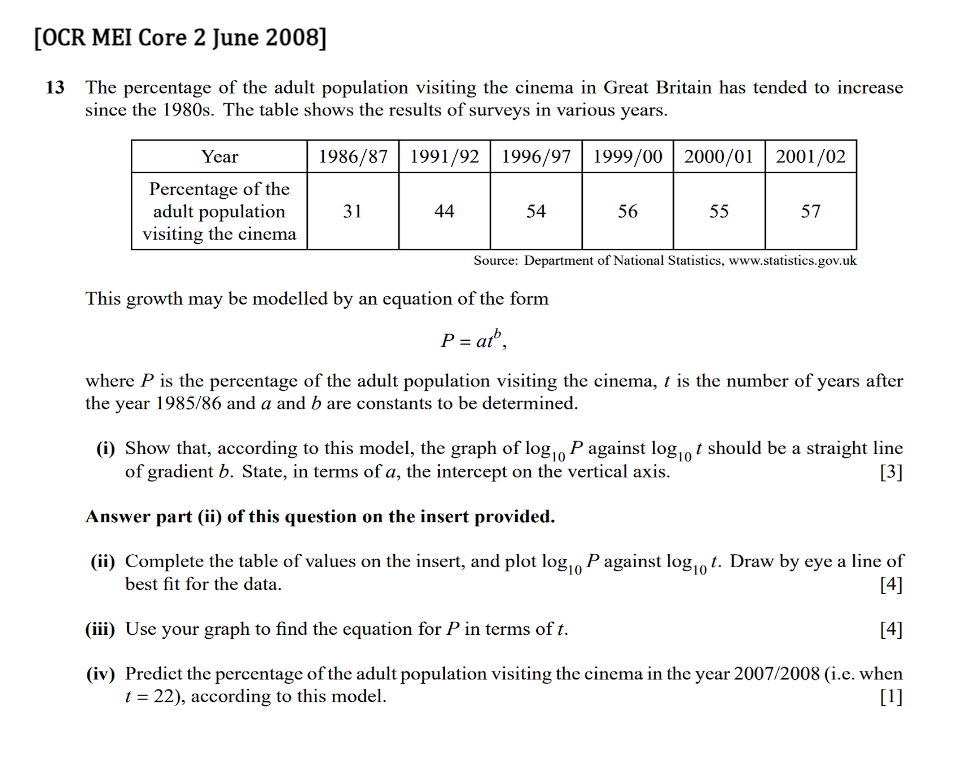 [OCR MEI Core 2 June 2008]
13 The percentage of the adult population visiting the cinema in Great Britain has tended to increase
since the 1980s. The table shows the results of surveys in various years.
Year 1986/87 1991/92 1996/97 1999/00 2000/01 2001/02
Percentage of the
adult population 31 44 54 56 55 57
visiting the cinema
Source: Department of National Statistics, www.statistics.gov.uk
This growth may be modelled by an equation of the form
P = at^b,
where P is the percentage of the adult population visiting the cinema, t is the number of years after
the year 1985/86 and a and b are constants to be determined.
(i) Show that, according to this model, the graph of log₁₀ P against log₁₀ t should be a straight line
of gradient b. State, in terms of a, the intercept on the vertical axis. [3]
Answer part (ii) of this question on the insert provided.
(ii) Complete the table of values on the insert, and plot log₁₀ P against log₁₀ t. Draw by eye a line of
best fit for the data. [4]
(iii) Use your graph to find the equation for P in terms of t. [4]
(iv) Predict the percentage of the adult population visiting the cinema in the year 2007/2008 (i.e. when
t = 22), according to this model. [1]